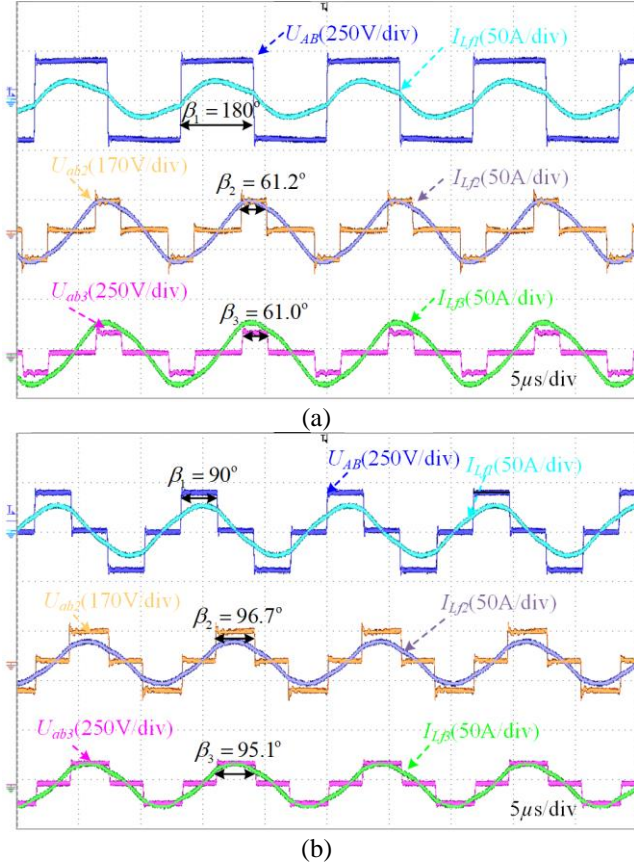 U_AB(250V/div) I_Lf1(50A/div)
β₁ = 180°
U_ab2(170V/div) β₂ = 61.2° I_Lf2(50A/div)
U_ab3(250V/div) β₃ = 61.0° I_Lf3(50A/div)
5μs/div
(a)
β₁ = 90° U_AB(250V/div) I_Lf1(50A/div)
U_ab2(170V/div) β₂ = 96.7° I_Lf2(50A/div)
U_ab3(250V/div) β₃ = 95.1° I_Lf3(50A/div)
5μs/div
(b)